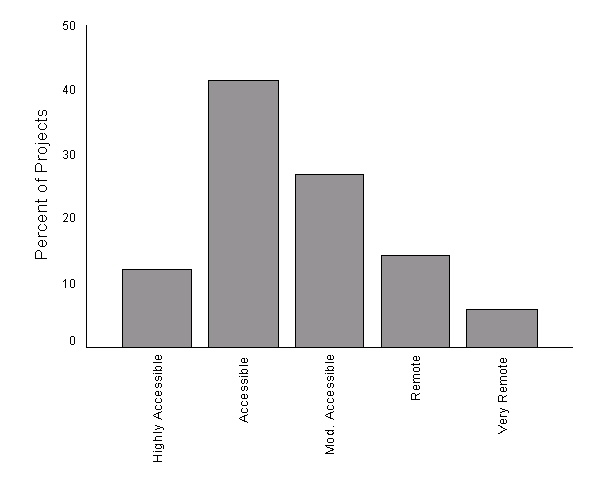 50
40
30
20
10
0
Percent of Projects
Highly Accessible
Accessible
Mod. Accessible
Remote
Very Remote